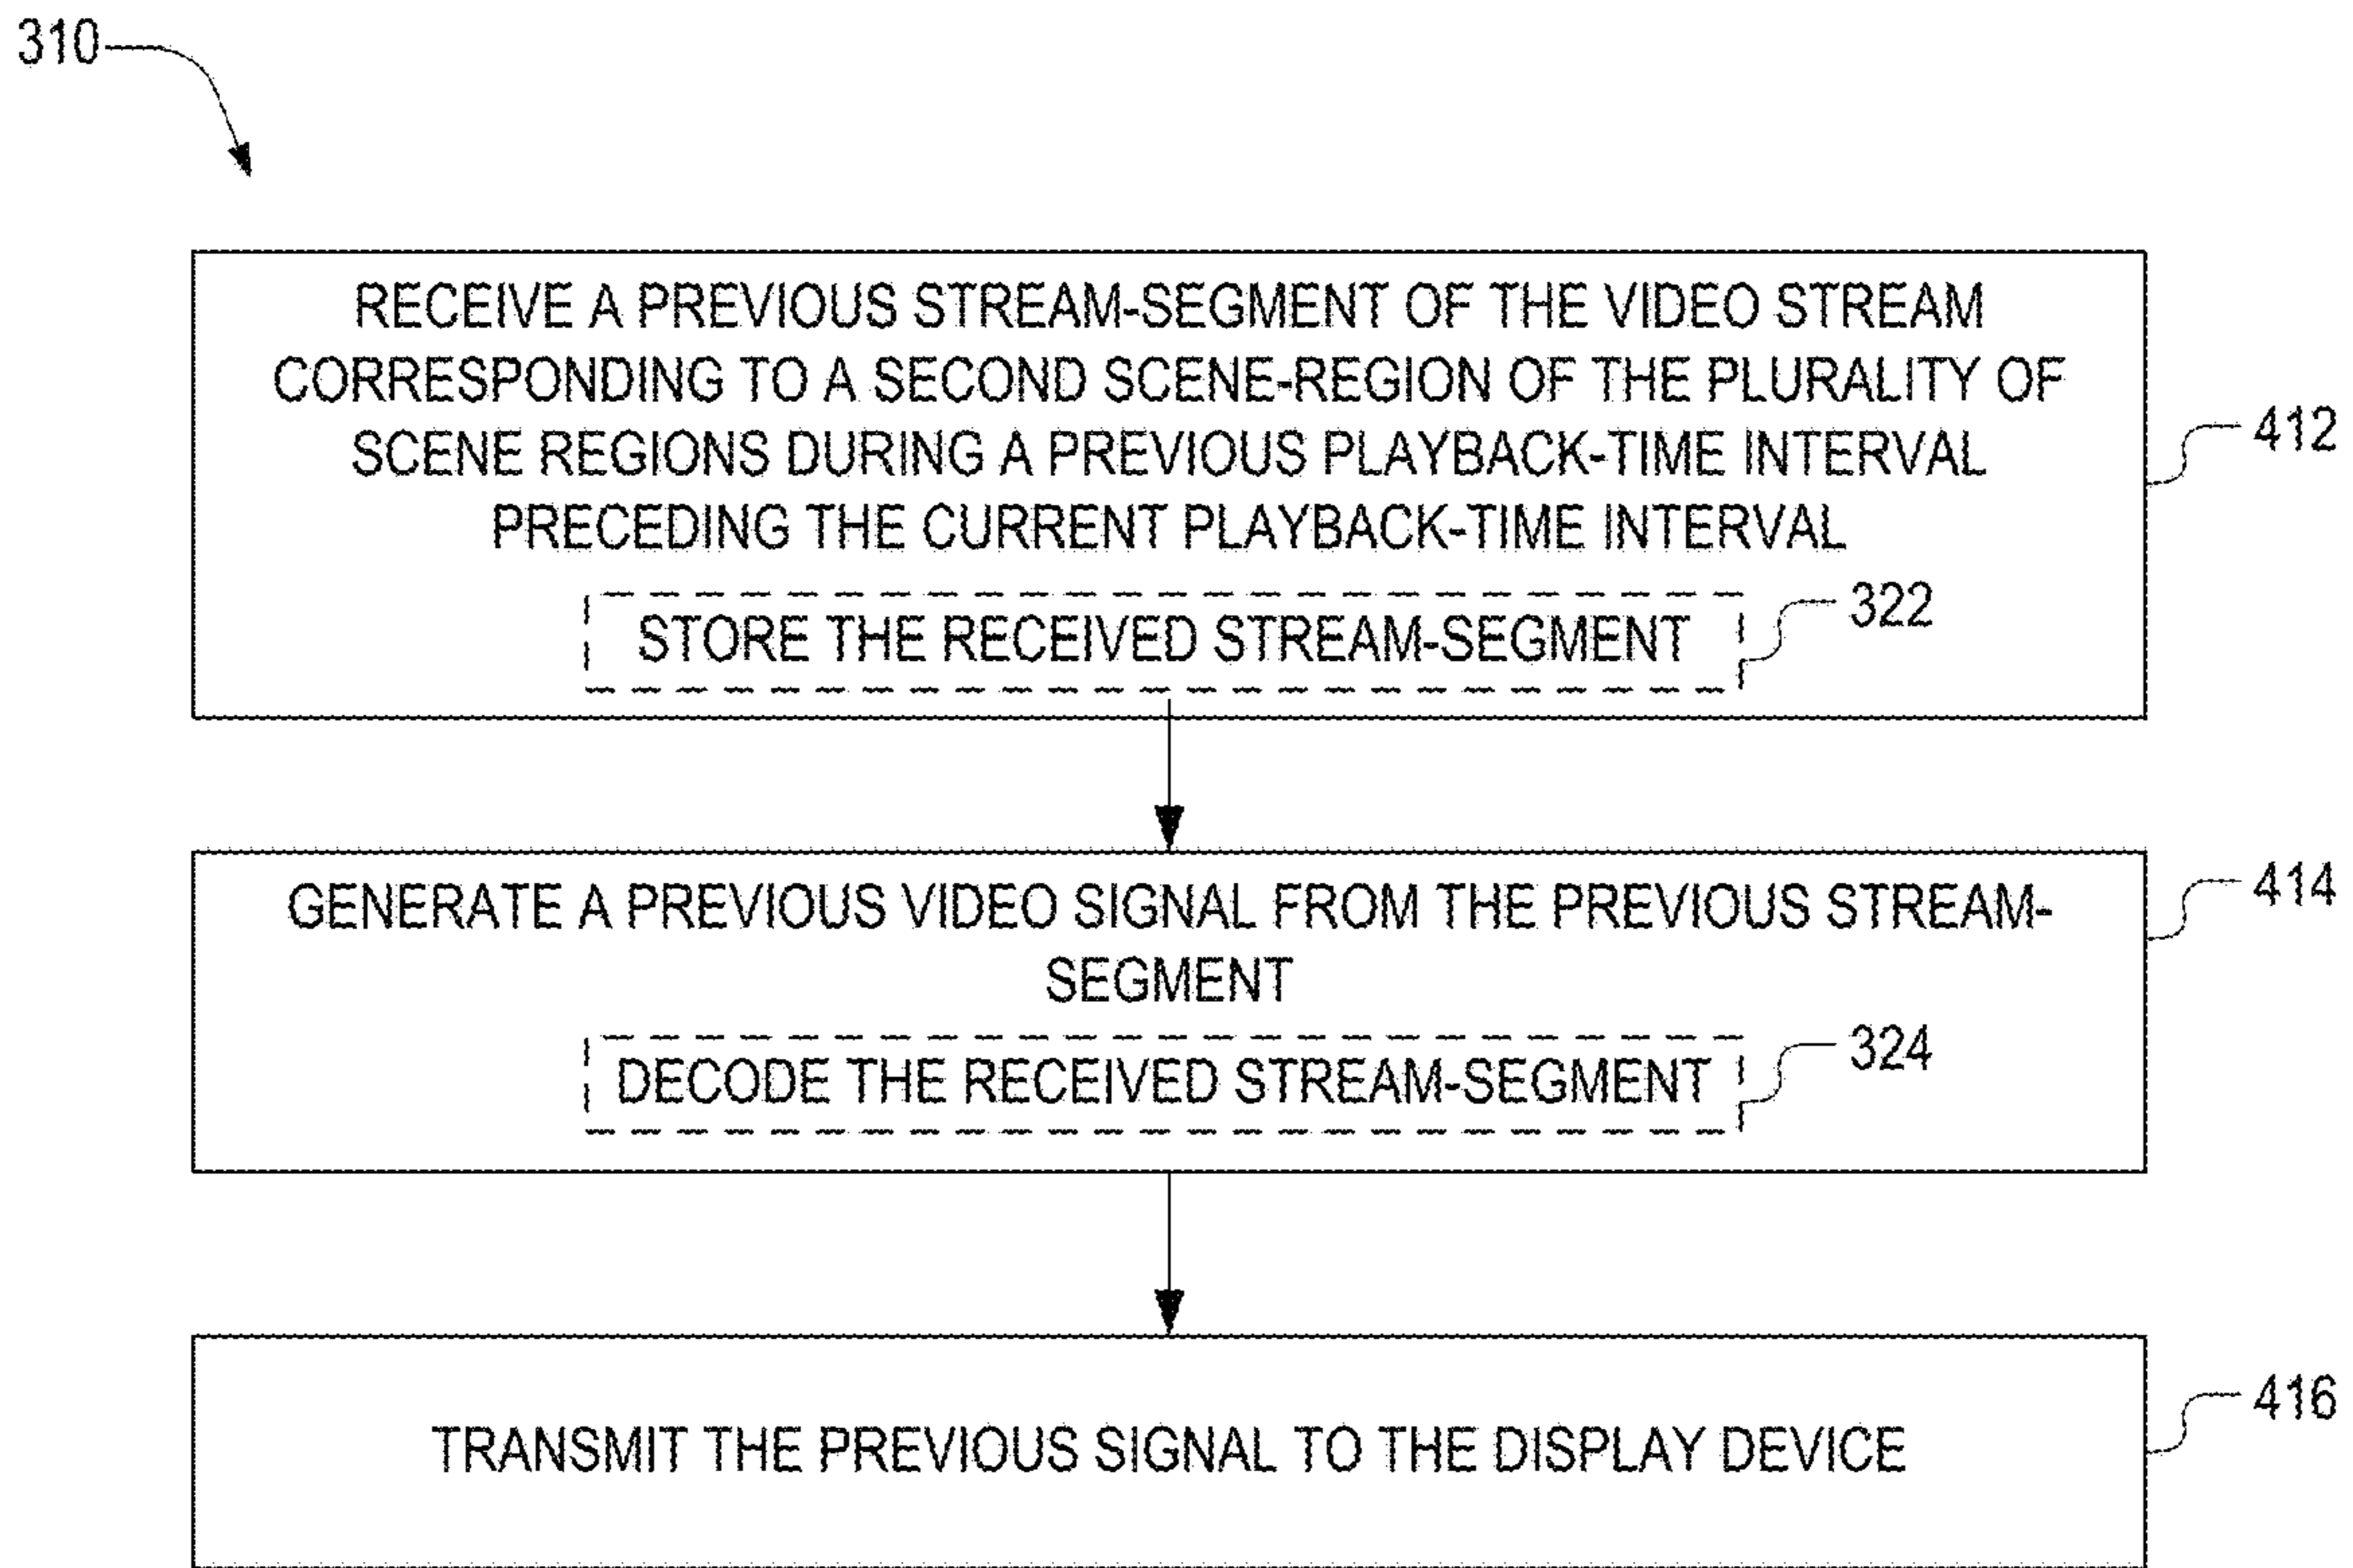 310
RECEIVE A PREVIOUS STREAM-SEGMENT OF THE VIDEO STREAM
CORRESPONDING TO A SECOND SCENE-REGION OF THE PLURALITY OF
SCENE REGIONS DURING A PREVIOUS PLAYBACK-TIME INTERVAL
PRECEDING THE CURRENT PLAYBACK-TIME INTERVAL
412
STORE THE RECEIVED STREAM-SEGMENT
322
GENERATE A PREVIOUS VIDEO SIGNAL FROM THE PREVIOUS STREAM-
SEGMENT
414
DECODE THE RECEIVED STREAM-SEGMENT
324
TRANSMIT THE PREVIOUS SIGNAL TO THE DISPLAY DEVICE
416